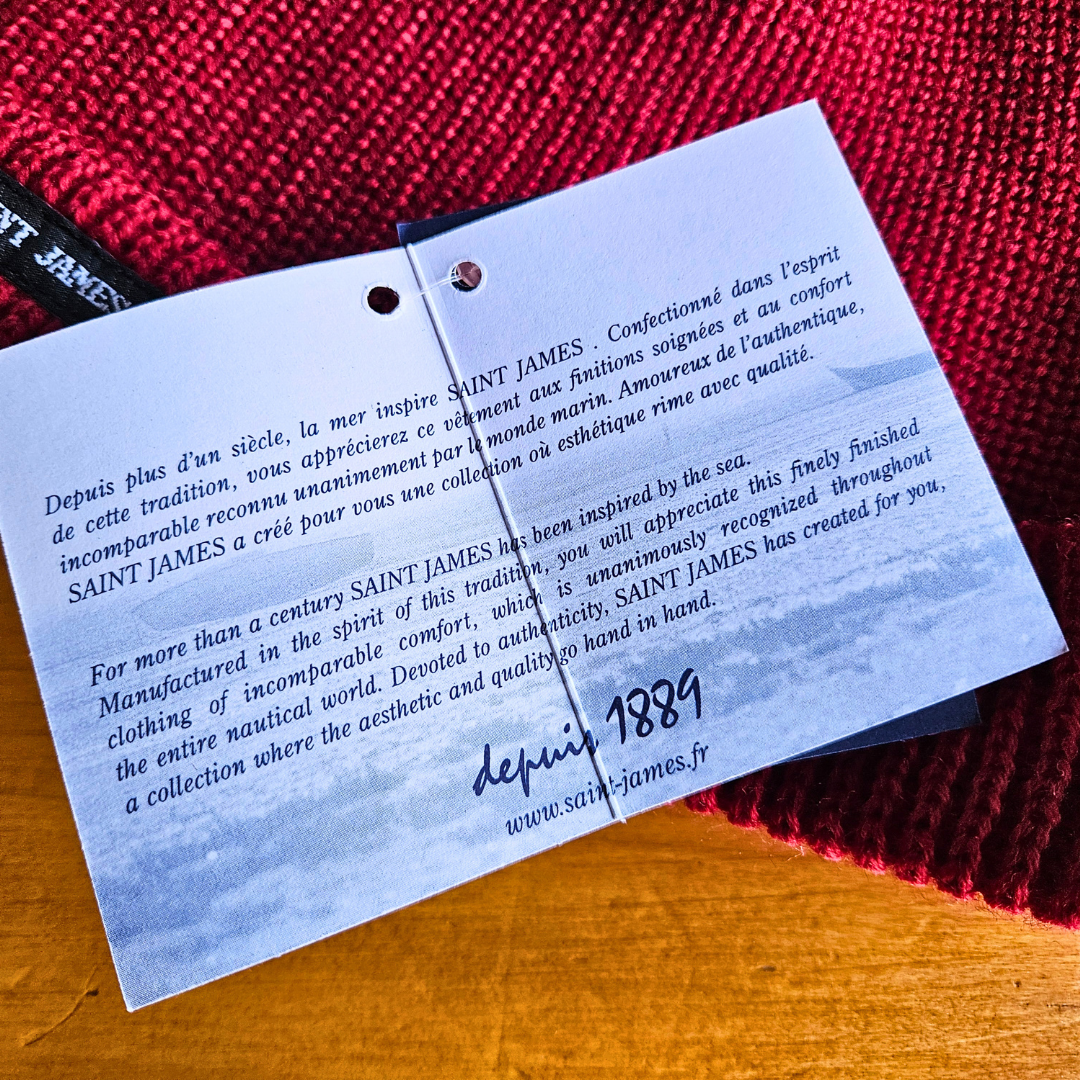 SAINT JAMES
Depuis plus d'un siècle, la mer inspire SAINT JAMES . Confectionné dans l'esprit
de cette tradition, vous apprécierez ce vêtement aux finitions soignées et au confort
incomparable reconnu unanimement par le monde marin. Amoureux de l'authentique,
SAINT JAMES a créé pour vous une collection où esthétique rime avec qualité.
For more than a century SAINT JAMES has been inspired by the sea.
Manufactured in the spirit of this tradition, you will appreciate this finely finished
clothing of incomparable comfort, which is unanimously recognized throughout
the entire nautical world. Devoted to authenticity, SAINT JAMES has created for you,
a collection where the aesthetic and quality go hand in hand.
depuis 1889
www.saint-james.fr